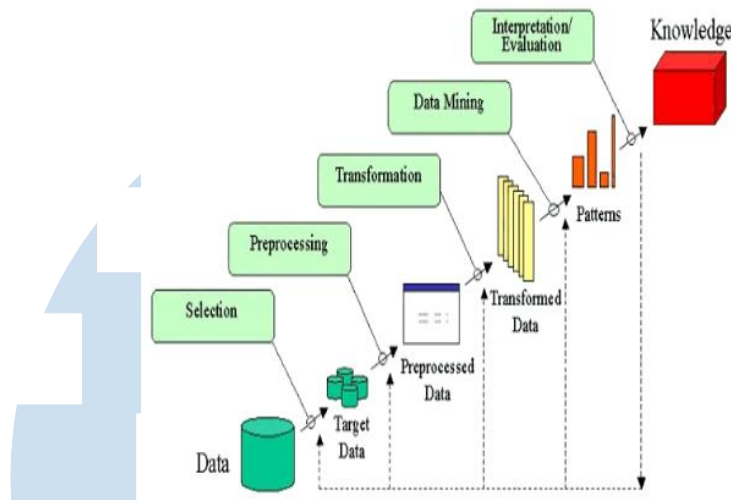 Interpretation/
Evaluation
Knowledge
Data Mining
Transformation
Patterns
Preprocessing
Transformed
Data
Selection
Preprocessed
Data
Target
Data
Data